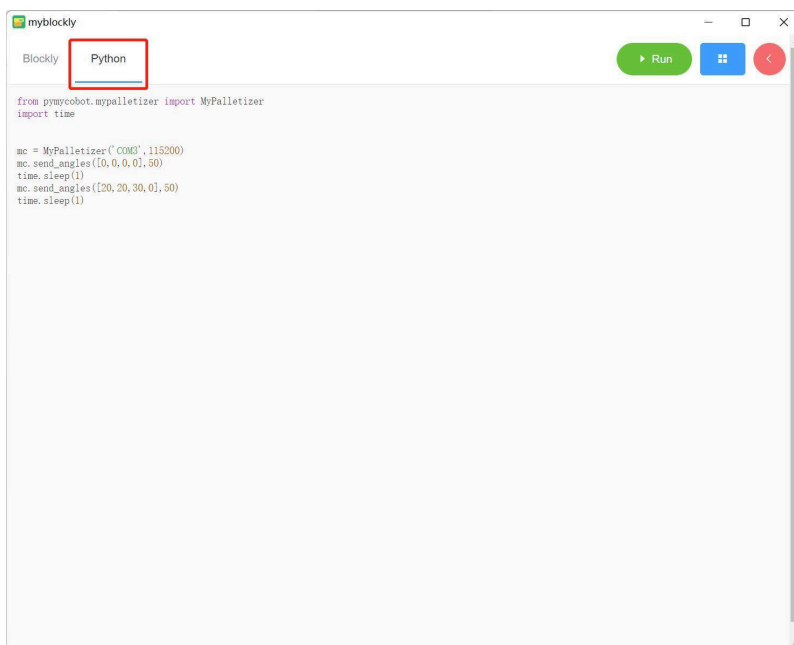 myblockly
Blockly Python Run
from pymycobot.mypalletizer import MyPalletizer
import time
mc = MyPalletizer('COM3',115200)
mc.send_angles([0,0,0,0],50)
time.sleep(1)
mc.send_angles([20,20,30,0],50)
time.sleep(1)